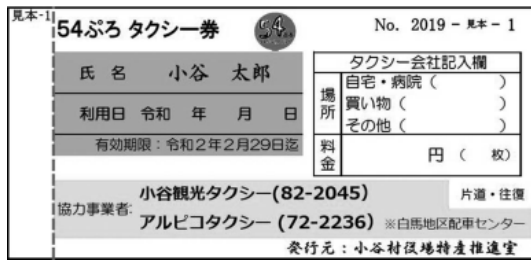 見本-1
54ぷろ タクシー券
54
No. 2019 - 見本 - 1
氏 名 小谷 太郎
利用日 令和 年 月 日
有効期限：令和2年2月29日迄
タクシー会社記入欄
場所
自宅・病院（ ）
買い物（ ）
その他（ ）
料金
円（ 枚）
協力事業者:
小谷観光タクシー(82-2045)
片道・往復
アルピコタクシー (72-2236) ※白馬地区配車センター
発行元：小谷村役場特産推進室